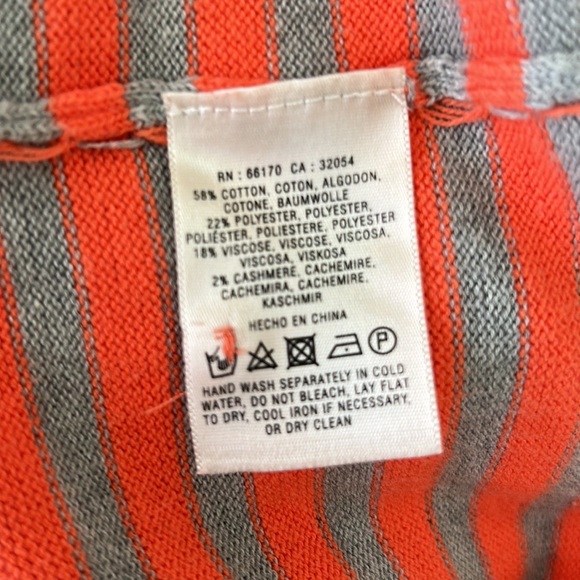 RN : 66170 CA : 32054
58% COTTON, COTON, ALGODON,
COTONE, BAUMWOLLE
22% POLYESTER, POLYESTER,
POLIÉSTER, POLIESTERE, POLYESTER
18% VISCOSE, VISCOSE, VISCOSA,
VISCOSA, VISKOSA
2% CASHMERE, CACHEMIRE,
CACHEMIRA, CACHEMIRE,
KASCHMIR
HECHO EN CHINA
P
HAND WASH SEPARATELY IN COLD
WATER, DO NOT BLEACH, LAY FLAT
TO DRY, COOL IRON IF NECESSARY,
OR DRY CLEAN